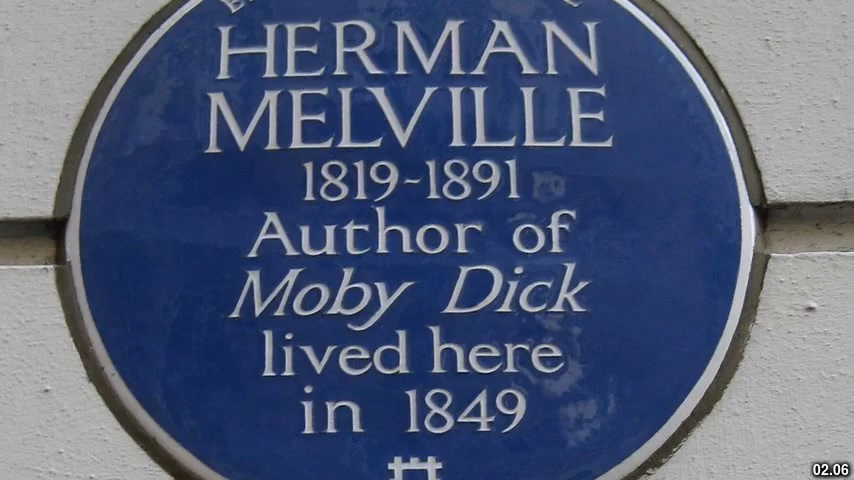 HERMAN
MELVILLE
1819-1891
Author of
Moby Dick
lived here
in 1849
02.06